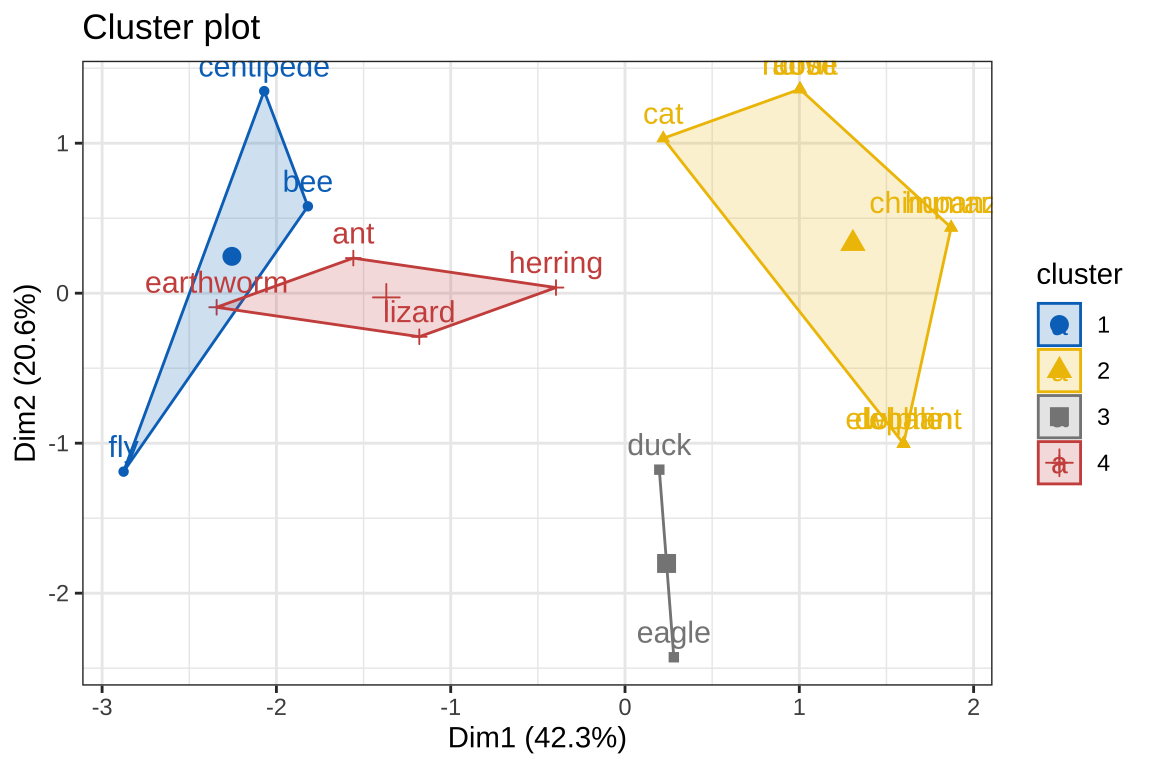 Cluster plot
centipede
cat
bee
ant
herring
earthworm
lizard
fly
duck
eagle
1
0
-1
-2
-3
-2
-1
0
1
2
Dim1 (42.3%)
Dim2 (20.6%)
cluster
1
2
3
4